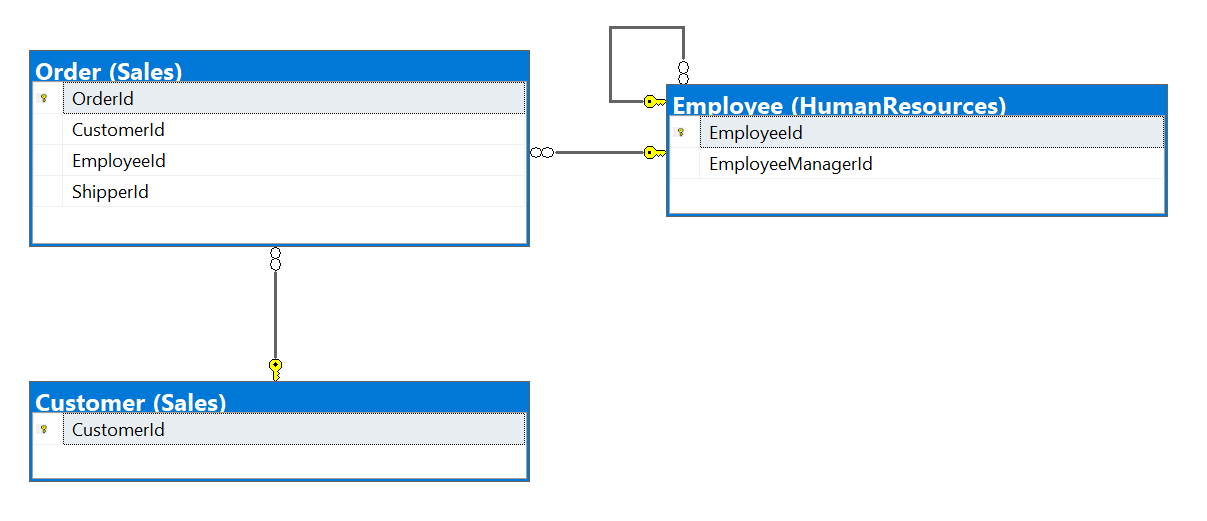 Order (Sales)
OrderId
CustomerId
EmployeeId
ShipperId
Employee (HumanResources)
EmployeeId
EmployeeManagerId
Customer (Sales)
CustomerId